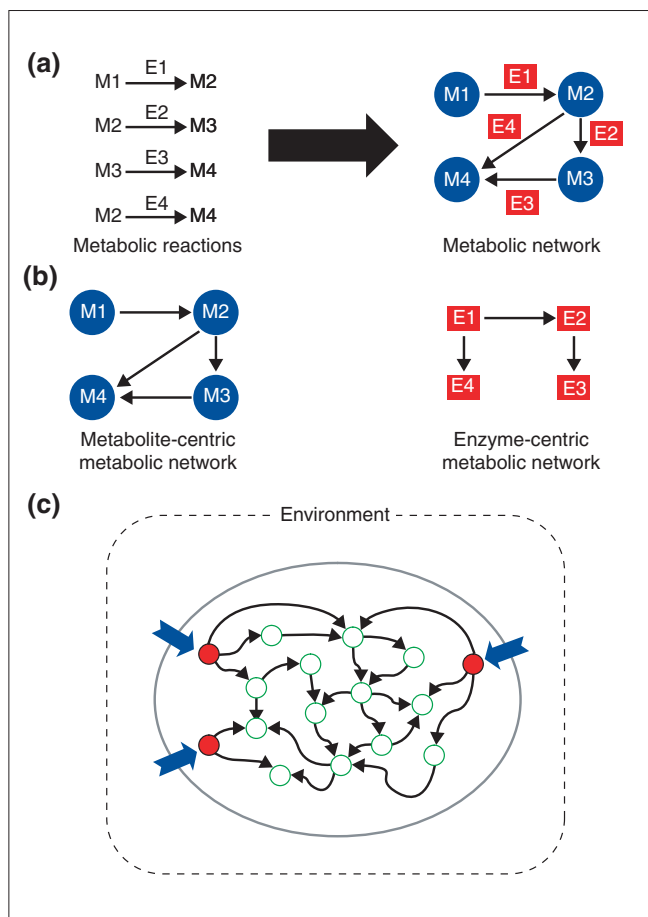 (a)
E1
M1 M2
E2
M2 M3
E3
M3 M4
E4
M2 M4
Metabolic reactions
E1
M1 M2
E4 E2
M4 M3
E3
Metabolic network
(b)
M1 M2
M4 M3
Metabolite-centric
metabolic network
E1 E2
E4 E3
Enzyme-centric
metabolic network
(c)
Environment